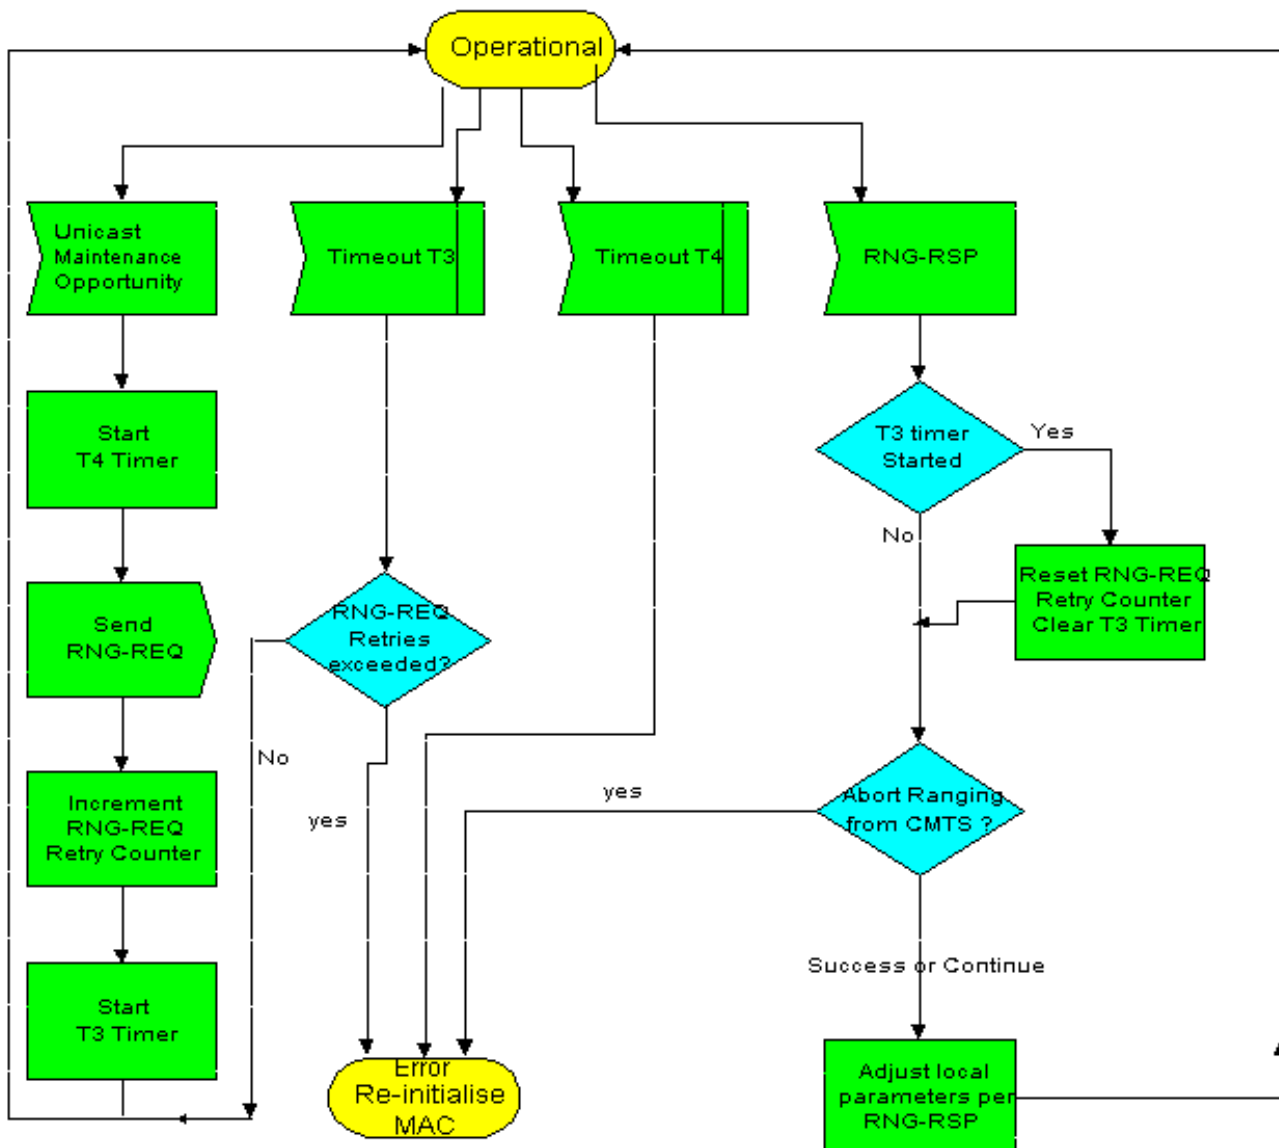 Operational
Unicast
Maintenance
Opportunity
Timeout T3
Timeout T4
RNG-RSP
Start
T4 Timer
T3 timer
Started
Yes
No
Send
RNG-REQ
RNG-REQ
Retries
exceeded?
Reset RNG-REQ
Retry Counter
Clear T3 Timer
No
yes
Increment
RNG-REQ
Retry Counter
yes
Abort Ranging
from CMTS ?
Success or Continue
Start
T3 Timer
Error
Re-initialise
MAC
Adjust local
parameters per
RNG-RSP